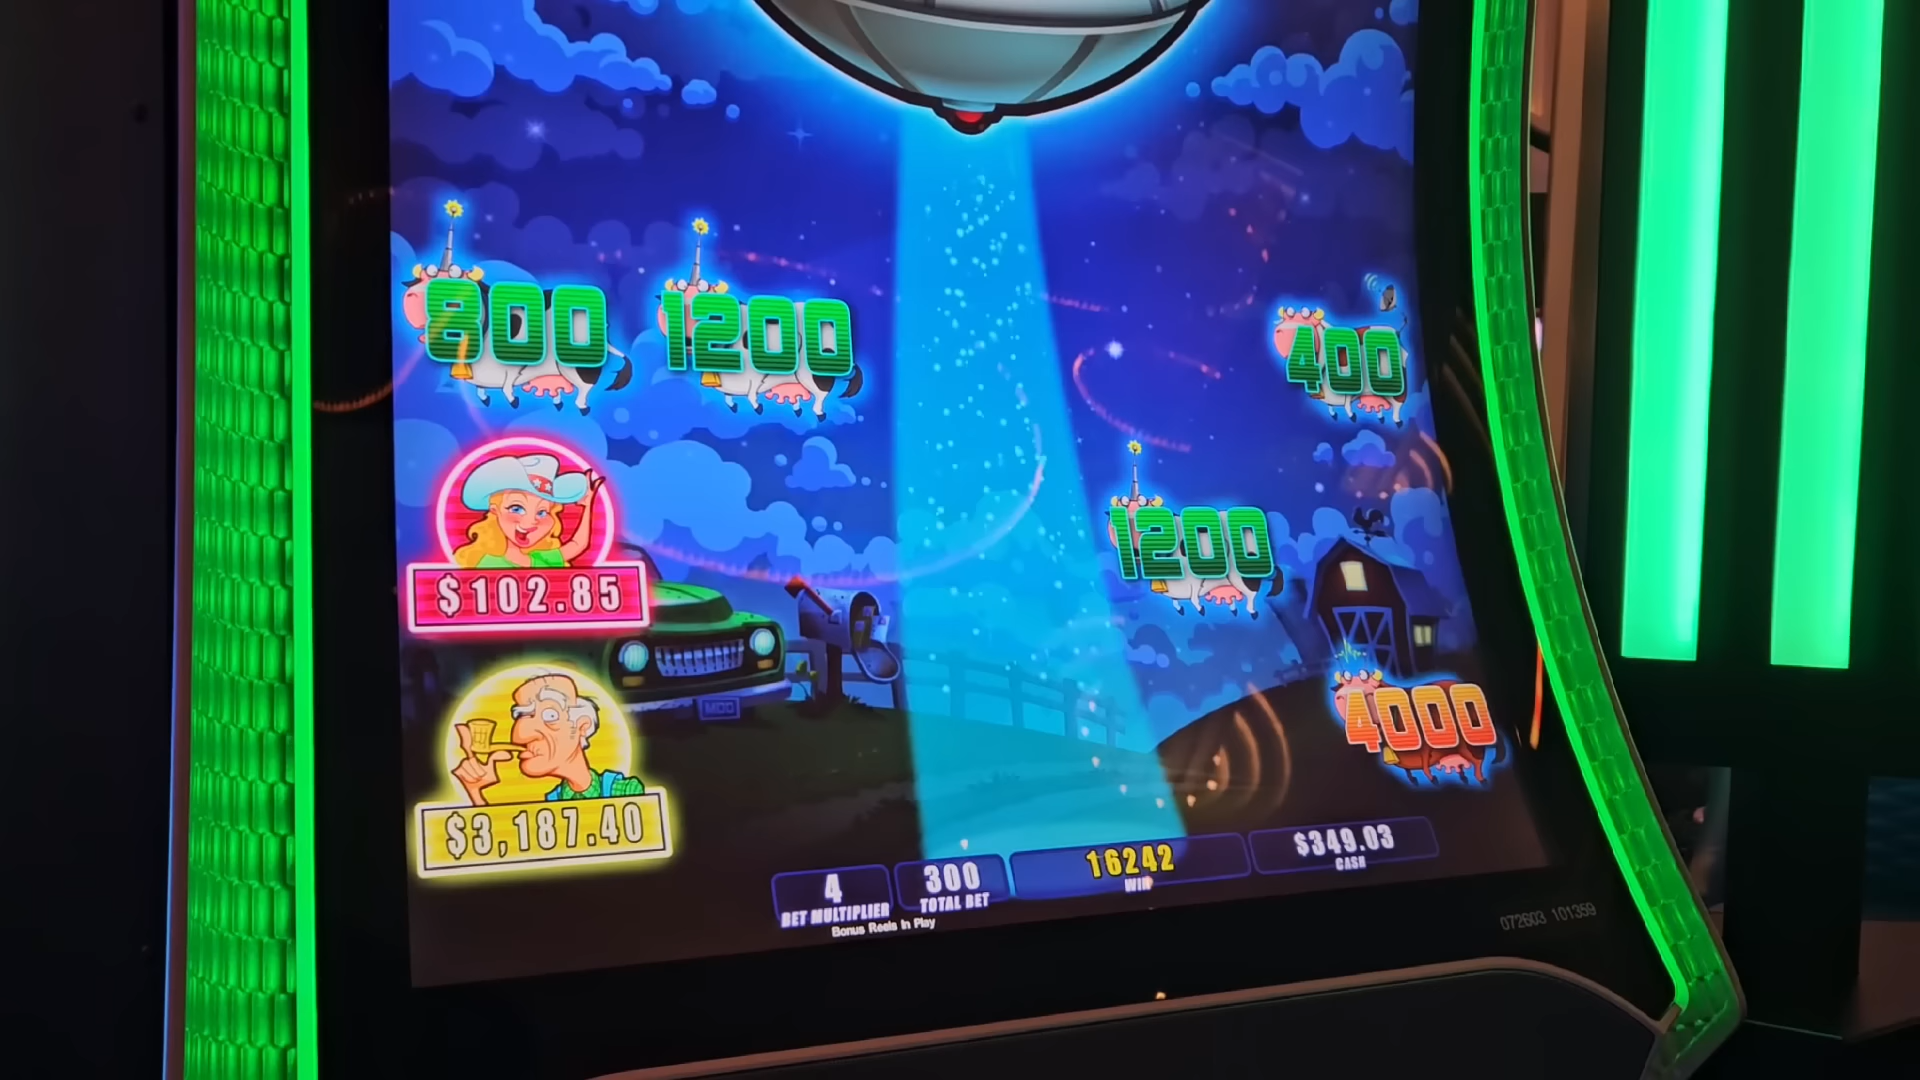 800
1200
400
1200
$102.85
4000
$3,187.40
MOO
4
BET MULTIPLIER
300
TOTAL BET
16242
WIN
$349.03
CASH
Bonus Reels In Play
072603 101359